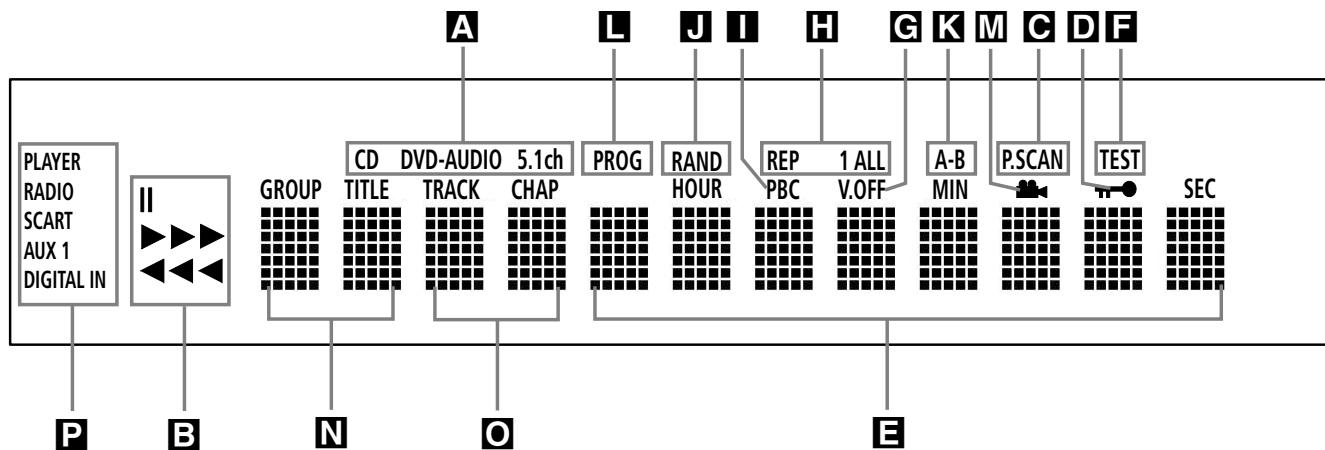 A L J I H G K M C D F
CD DVD-AUDIO 5.1ch PROG RAND REP 1 ALL A-B P.SCAN TEST
GROUP TITLE TRACK CHAP HOUR PBC V.OFF MIN SEC
PLAYER
RADIO
SCART
AUX 1
DIGITAL IN
P B N O E